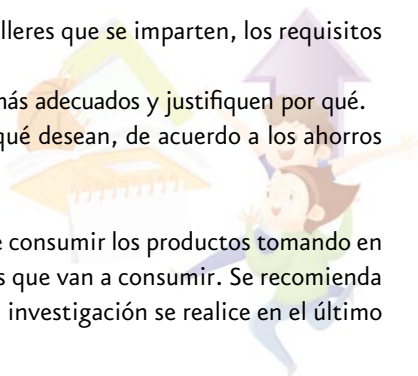 lleres que se imparten, los requisitos
más adecuados y justifiquen por qué.
qué desean, de acuerdo a los ahorros
e consumir los productos tomando en
s que van a consumir. Se recomienda
investigación se realice en el último